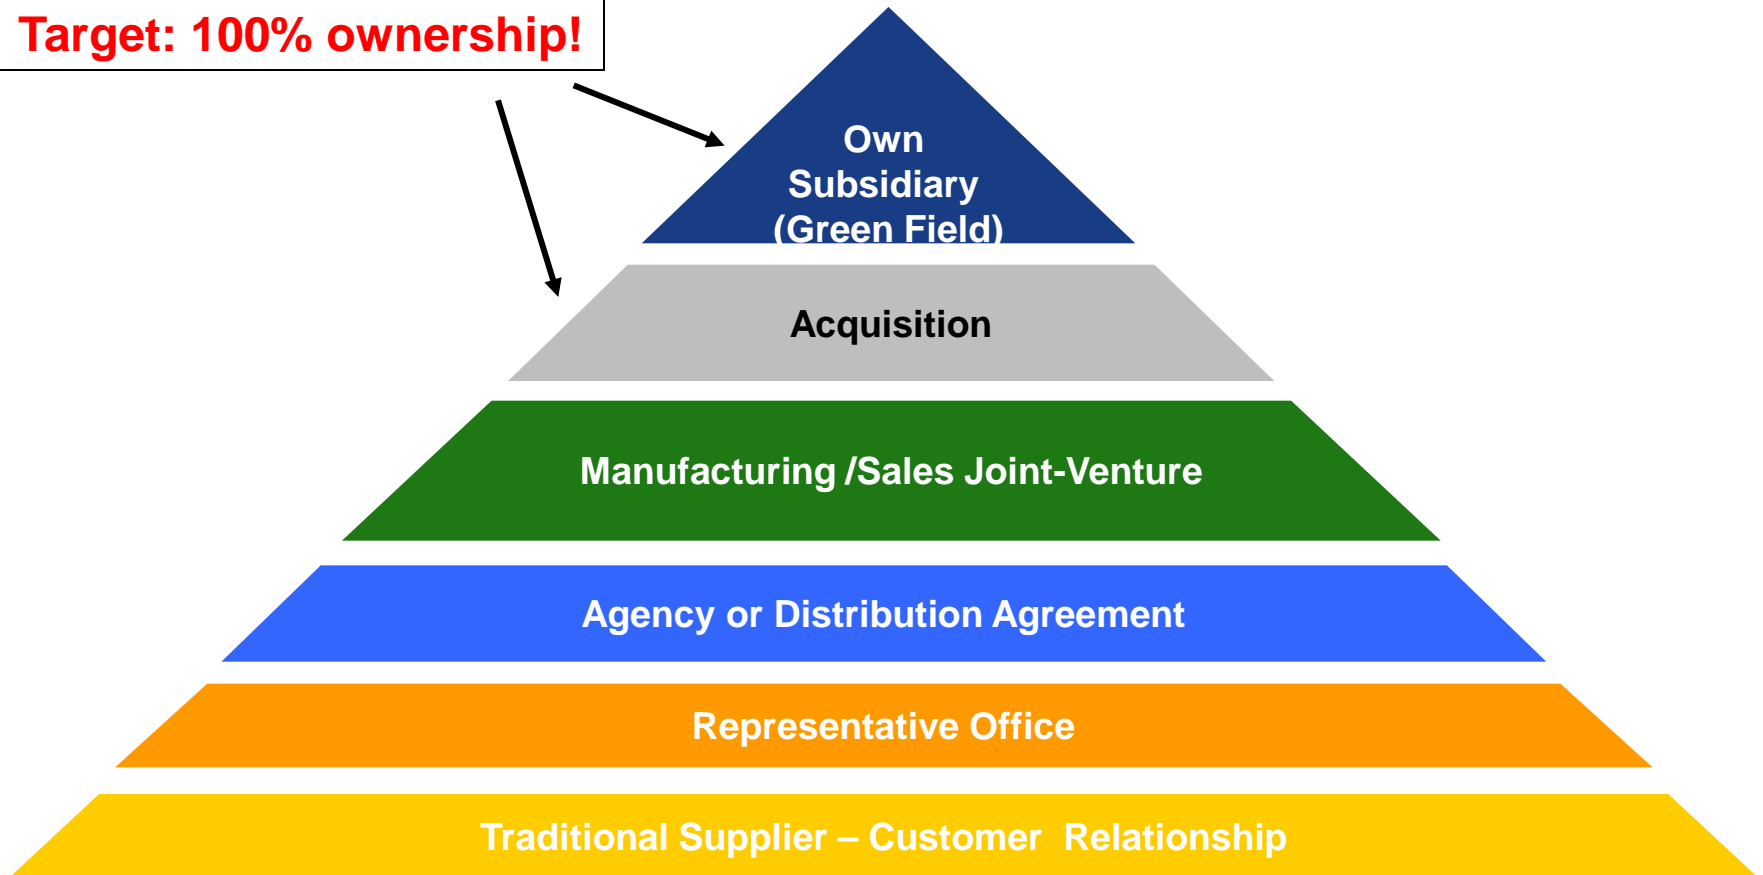 Target: 100% ownership!
Own
Subsidiary
(Green Field)
Acquisition
Manufacturing /Sales Joint-Venture
Agency or Distribution Agreement
Representative Office
Traditional Supplier – Customer  Relationship